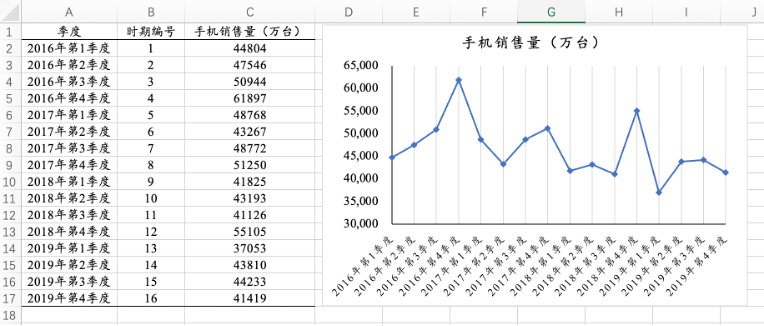 A B C D E F G H I J
1 季度 时期编号 手机销售量（万台）
2 2016年第1季度 1 44804
3 2016年第2季度 2 47546
4 2016年第3季度 3 50944
5 2016年第4季度 4 61897
6 2017年第1季度 5 48768
7 2017年第2季度 6 43267
8 2017年第3季度 7 48772
9 2017年第4季度 8 51250
10 2018年第1季度 9 41825
11 2018年第2季度 10 43193
12 2018年第3季度 11 41126
13 2018年第4季度 12 55105
14 2019年第1季度 13 37053
15 2019年第2季度 14 43810
16 2019年第3季度 15 44233
17 2019年第4季度 16 41419
18
手机销售量（万台）
65,000
60,000
55,000
50,000
45,000
40,000
35,000
30,000
2016年第1季度
2016年第2季度
2016年第3季度
2016年第4季度
2017年第1季度
2017年第2季度
2017年第3季度
2017年第4季度
2018年第1季度
2018年第2季度
2018年第3季度
2018年第4季度
2019年第1季度
2019年第2季度
2019年第3季度
2019年第4季度